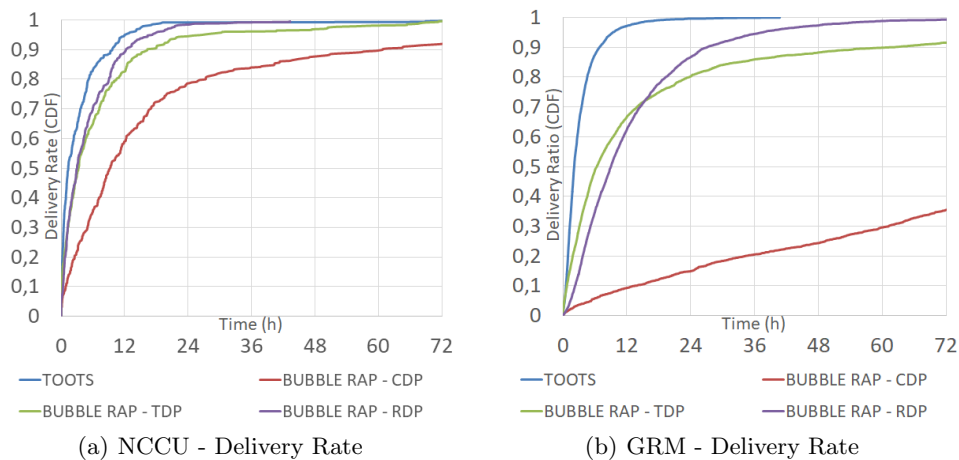 1
0,9
0,8
0,7
0,6
0,5
0,4
0,3
0,2
0,1
0
Delivery Rate (CDF)
Time (h)
0 12 24 36 48 60 72
TOOTS BUBBLE RAP - CDP
BUBBLE RAP - TDP BUBBLE RAP - RDP
(a) NCCU - Delivery Rate
1
0,9
0,8
0,7
0,6
0,5
0,4
0,3
0,2
0,1
0
Delivery Ratio (CDF)
Time (h)
0 12 24 36 48 60 72
TOOTS BUBBLE RAP - CDP
BUBBLE RAP - TDP BUBBLE RAP - RDP
(b) GRM - Delivery Rate